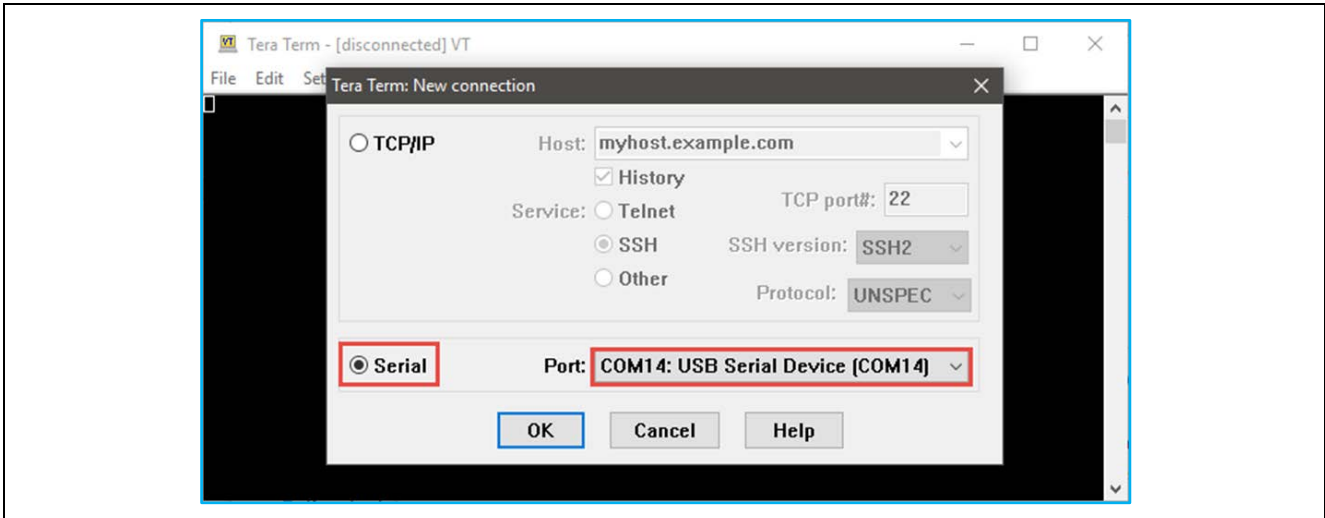 Tera Term - [disconnected] VT
File Edit Set
Tera Term: New connection
TCP/IP Host: myhost.example.com
History
Service: Telnet TCP port#: 22
SSH SSH version: SSH2
Other Protocol: UNSPEC
Serial Port: COM14: USB Serial Device (COM14)
OK Cancel Help